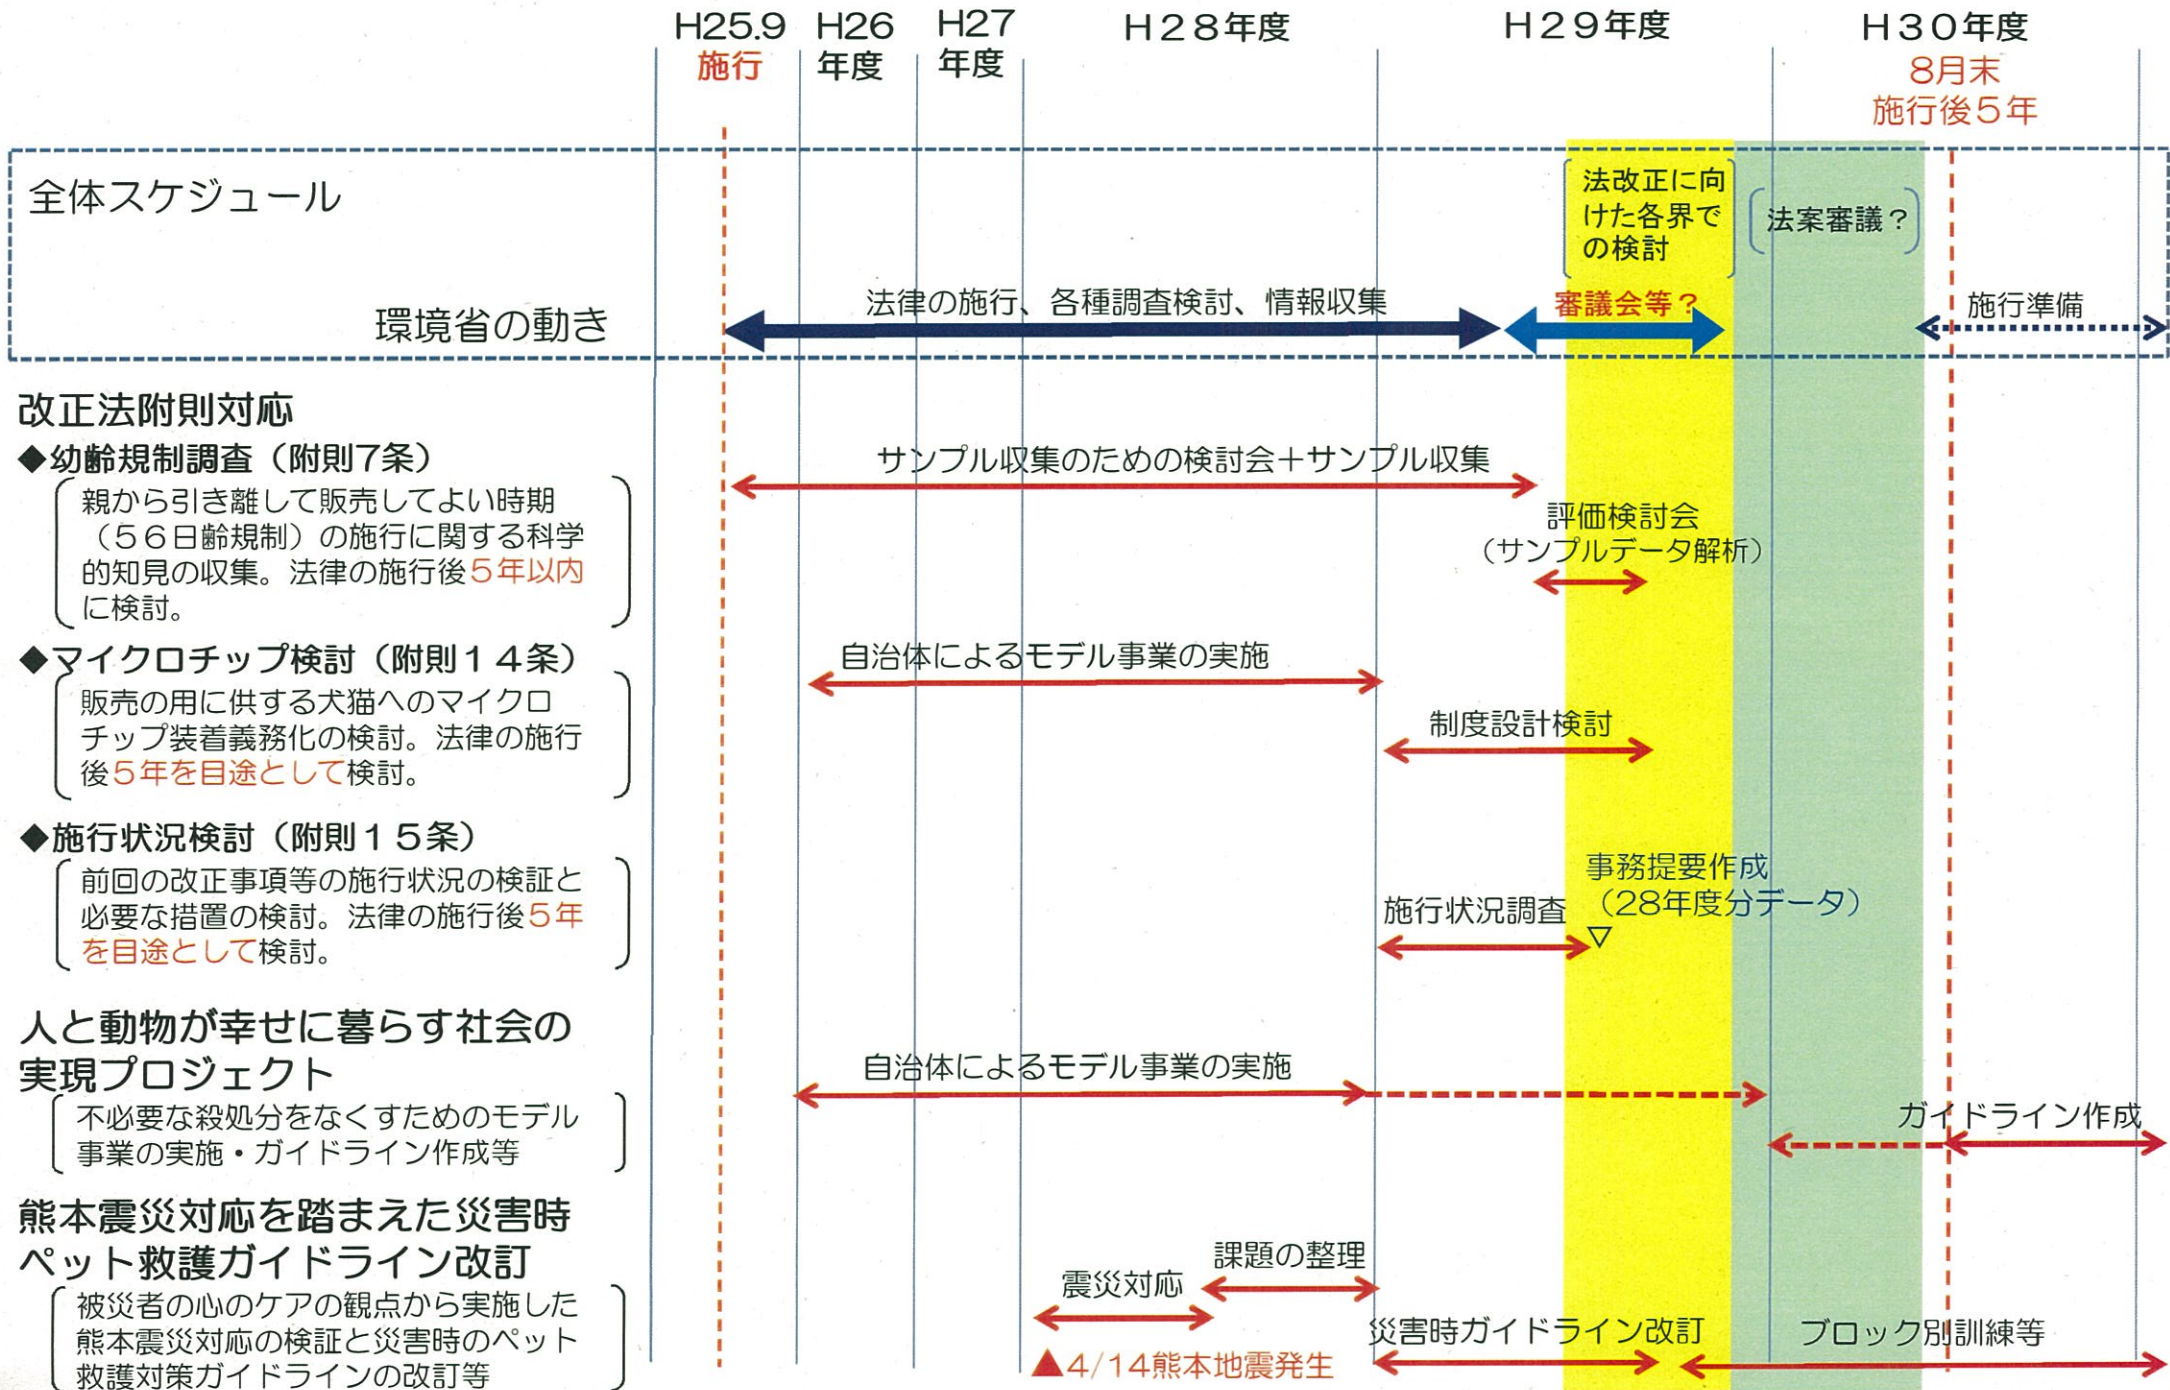 H25.9
施行
H26
年度
H27
年度
H28年度
H29年度
H30年度
8月末
施行後5年
全体スケジュール
法改正に向
けた各界で
の検討
法案審議？
環境省の動き
法律の施行、各種調査検討、情報収集
審議会等？
施行準備
改正法附則対応
◆幼齢規制調査（附則7条）
親から引き離して販売してよい時期
（５６日齢規制）の施行に関する科学
的知見の収集。法律の施行後５年以内
に検討。
サンプル収集のための検討会＋サンプル収集
評価検討会
（サンプルデータ解析）
◆マイクロチップ検討（附則１４条）
販売の用に供する犬猫へのマイクロ
チップ装着義務化の検討。法律の施行
後５年を目途として検討。
自治体によるモデル事業の実施
制度設計検討
◆施行状況検討（附則１５条）
前回の改正事項等の施行状況の検証と
必要な措置の検討。法律の施行後５年
を目途として検討。
施行状況調査
事務提要作成
（28年度分データ）
▽
人と動物が幸せに暮らす社会の
実現プロジェクト
不必要な殺処分をなくすためのモデル
事業の実施・ガイドライン作成等
自治体によるモデル事業の実施
ガイドライン作成
熊本震災対応を踏まえた災害時
ペット救護ガイドライン改訂
被災者の心のケアの観点から実施した
熊本震災対応の検証と災害時のペット
救護対策ガイドラインの改訂等
震災対応
課題の整理
▲4/14熊本地震発生
災害時ガイドライン改訂
ブロック別訓練等